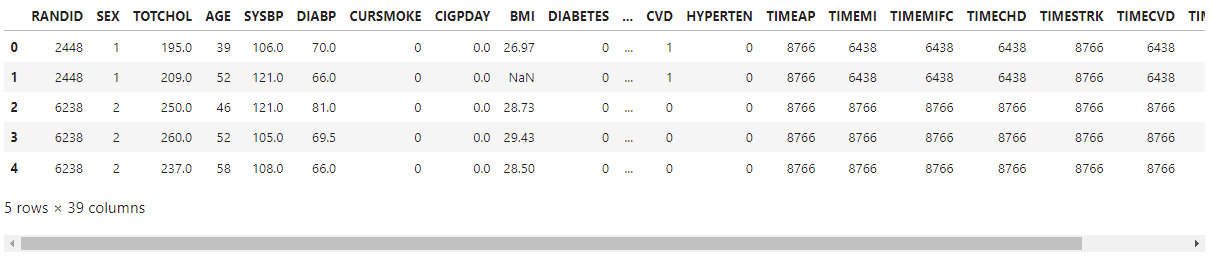 RANDID SEX TOTCHOL AGE SYSBP DIABP CURSMOKE CIGPDAY BMI DIABETES ... CVD HYPERTEN TIMEAP TIMEMI TIMEMIFC TIMECHD TIMESTRK TIMECVD
0 2448 1 195.0 39 106.0 70.0 0 0.0 26.97 0 ... 1 0 8766 6438 6438 6438 8766 6438
1 2448 1 209.0 52 121.0 66.0 0 0.0 NaN 0 ... 1 0 8766 6438 6438 6438 8766 6438
2 6238 2 250.0 46 121.0 81.0 0 0.0 28.73 0 ... 0 0 8766 8766 8766 8766 8766 8766
3 6238 2 260.0 52 105.0 69.5 0 0.0 29.43 0 ... 0 0 8766 8766 8766 8766 8766 8766
4 6238 2 237.0 58 108.0 66.0 0 0.0 28.50 0 ... 0 0 8766 8766 8766 8766 8766 8766
5 rows × 39 columns